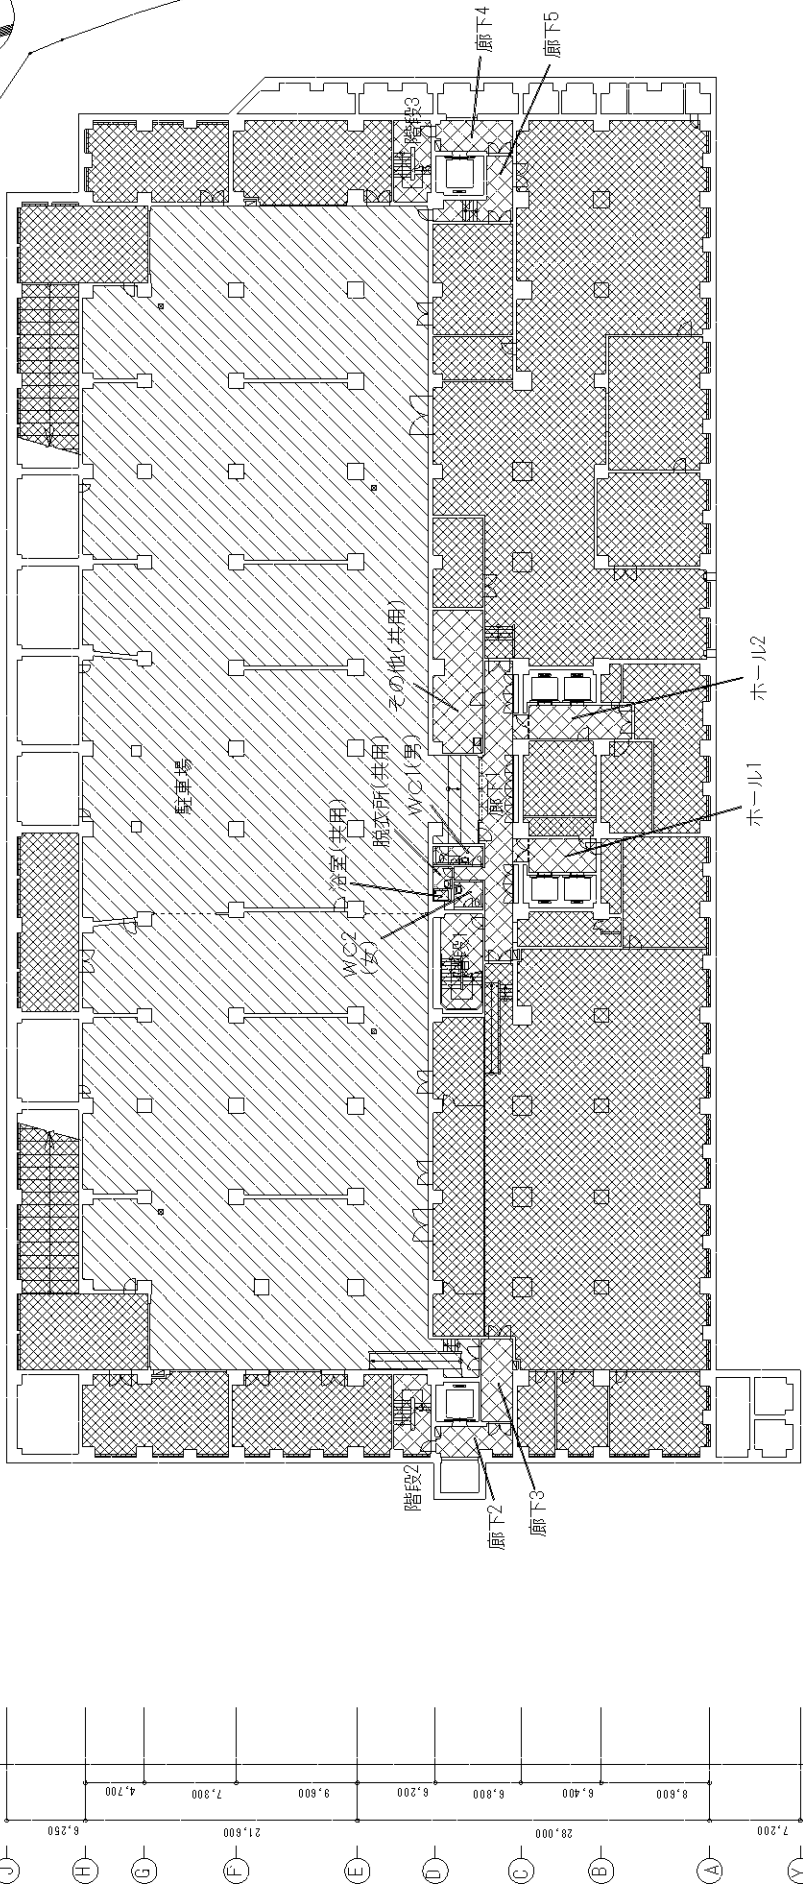 廊下4
廊下5
階段3
その他(共用)
駐車場
ホール2
脱衣所(共用)
WC1(男)
廊下1
浴室(共用)
ホール1
WC2
(女)
階段1
階段2
廊下2
廊下3
4,700
7,800
9,600
6,200
6,800
6,400
8,600
6,250
21,600
28,000
7,200
J
H
G
F
E
D
C
B
A
Y